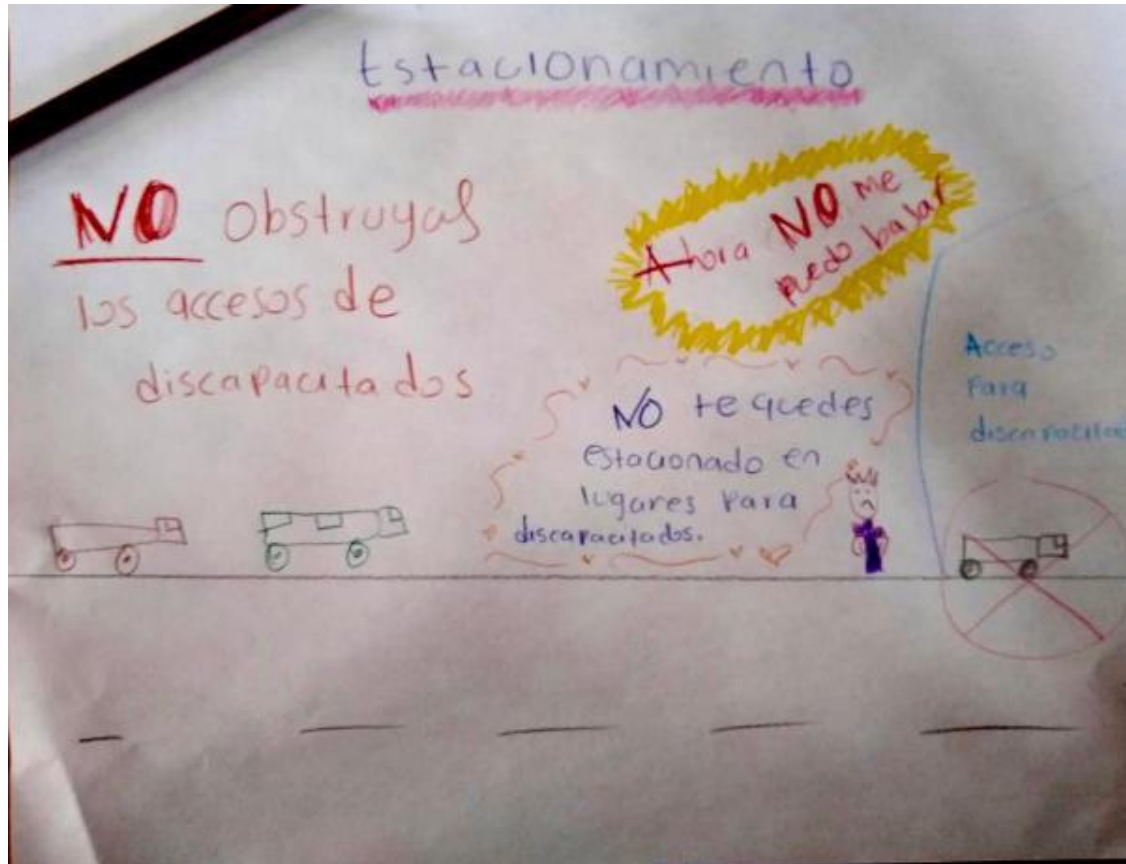 Estacionamiento
NO obstruyas
los accesos de
discapacitados
Ahora NO me
puedo bajar
NO te quedes
estacionado en
lugares para
discapacitados.
Acceso
Para